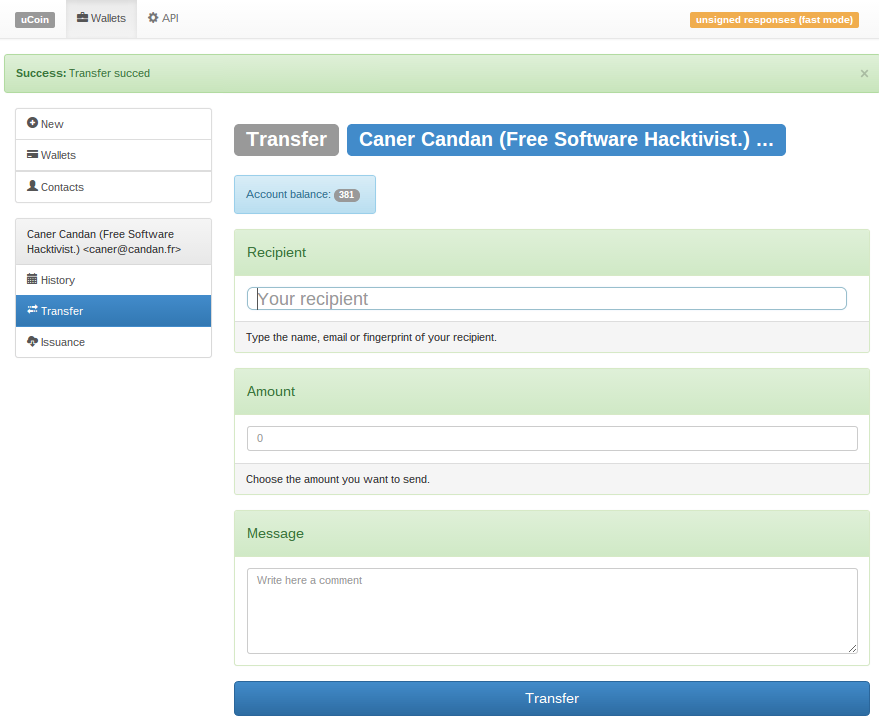 uCoin Wallets API unsigned responses (fast mode)
Success: Transfer succed ×
New
Wallets
Contacts
Caner Candan (Free Software
Hacktivist.) <caner@candan.fr>
History
Transfer
Issuance
Transfer Caner Candan (Free Software Hacktivist.) ...
Account balance: 381
Recipient
Your recipient
Type the name, email or fingerprint of your recipient.
Amount
0
Choose the amount you want to send.
Message
Write here a comment
Transfer